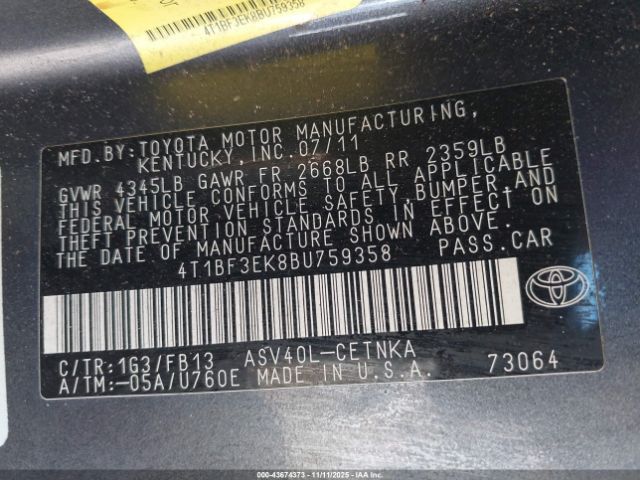 4T1BF3EK8BU759358
MFD.BY:TOYOTA MOTOR MANUFACTURING,
KENTUCKY, INC. 07/11
GVWR 4345LB GAWR FR 2668LB RR 2359LB
THIS VEHICLE CONFORMS TO ALL APPLICABLE
FEDERAL MOTOR VEHICLE SAFETY, BUMPER, AND
THEFT PREVENTION STANDARDS IN EFFECT ON
THE DATE OF MANUFACTURE SHOWN ABOVE.
4T1BF3EK8BU759358 PASS.CAR
C/TR:1G3/FB13 ASV40L-CETNKA
A/TM:-05A/U760E MADE IN U.S.A. 73064
000-43674373 - 11/11/2025 - IAAI CORP.